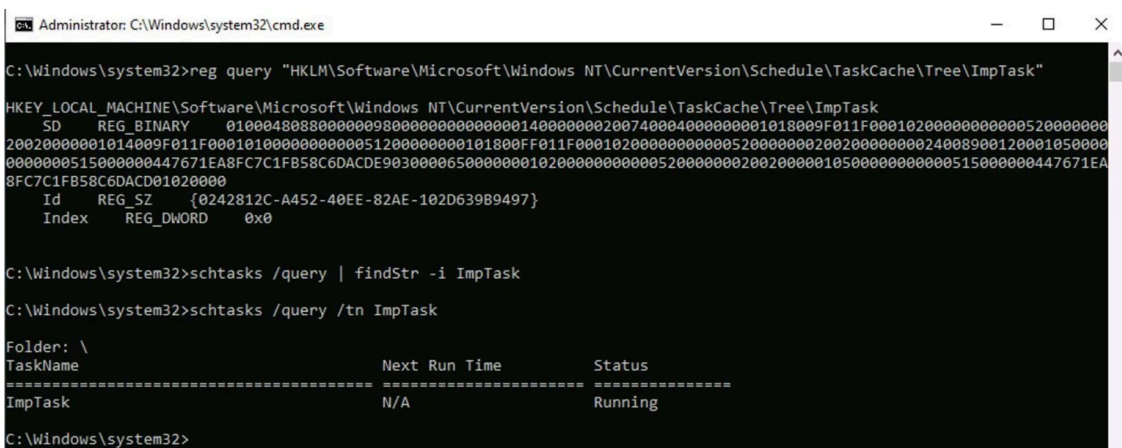 Administrator: C:\Windows\system32\cmd.exe
C:\Windows\system32>reg query "HKLM\Software\Microsoft\Windows NT\CurrentVersion\Schedule\TaskCache\Tree\ImpTask"
HKEY_LOCAL_MACHINE\Software\Microsoft\Windows NT\CurrentVersion\Schedule\TaskCache\Tree\ImpTask
SD REG_BINARY
8FC7C1FB58C6DACD01020000
Id REG_SZ {0242812C-A452-40EE-82AE-102D639B9497}
Index REG_DWORD 0x0
C:\Windows\system32>schtasks /query | findStr -i ImpTask
C:\Windows\system32>schtasks /query /tn ImpTask
Folder: \
TaskName Next Run Time Status
======================================== ====================== ===============
ImpTask N/A Running
C:\Windows\system32>